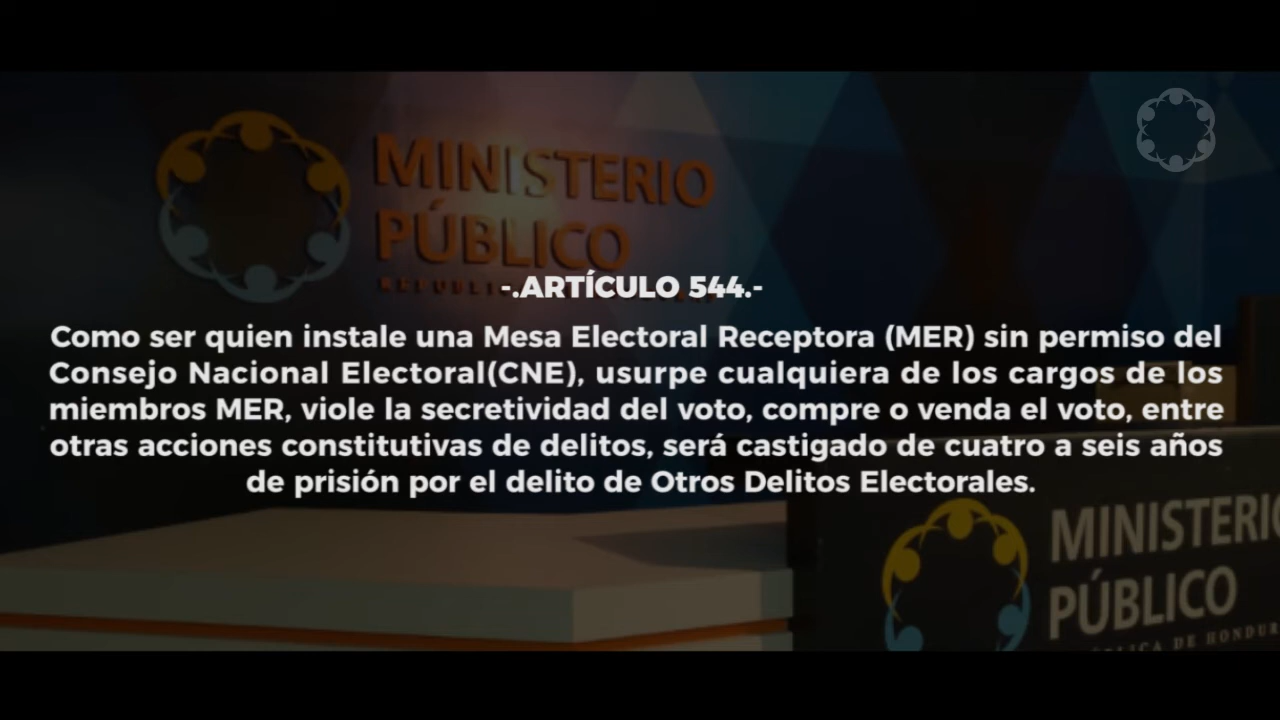 MINISTERIO
PÚBLICO
-.ARTÍCULO 544.-
Como ser quien instale una Mesa Electoral Receptora (MER) sin permiso del
Consejo Nacional Electoral(CNE), usurpe cualquiera de los cargos de los
miembros MER, viole la secretividad del voto, compre o venda el voto, entre
otras acciones constitutivas de delitos, será castigado de cuatro a seis años
de prisión por el delito de Otros Delitos Electorales.
MINISTERIO
PÚBLICO